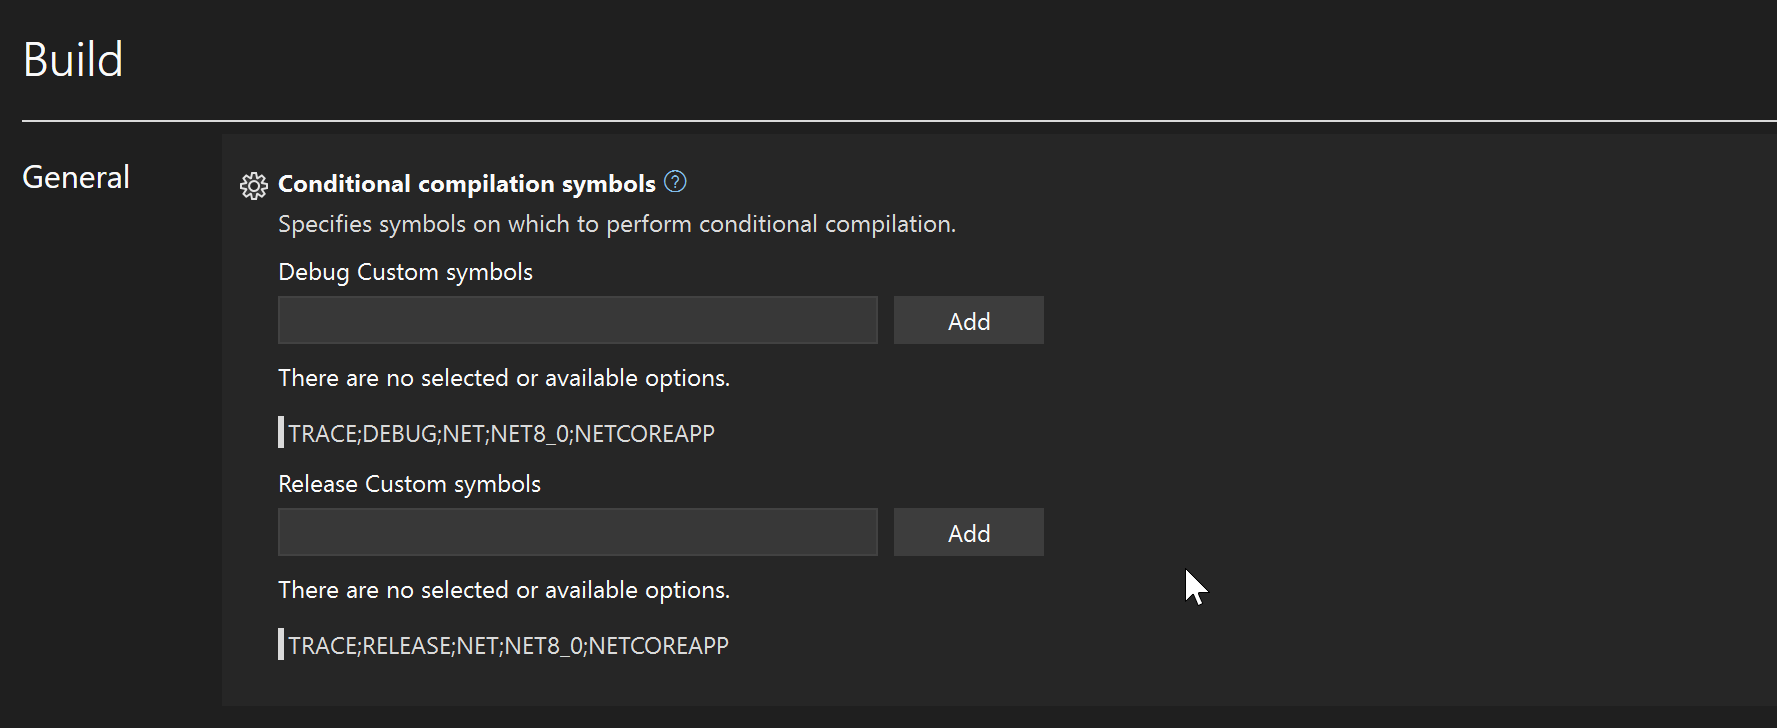 Build
General
Conditional compilation symbols ?
Specifies symbols on which to perform conditional compilation.
Debug Custom symbols
Add
There are no selected or available options.
TRACE;DEBUG;NET;NET8_0;NETCOREAPP
Release Custom symbols
Add
There are no selected or available options.
TRACE;RELEASE;NET;NET8_0;NETCOREAPP